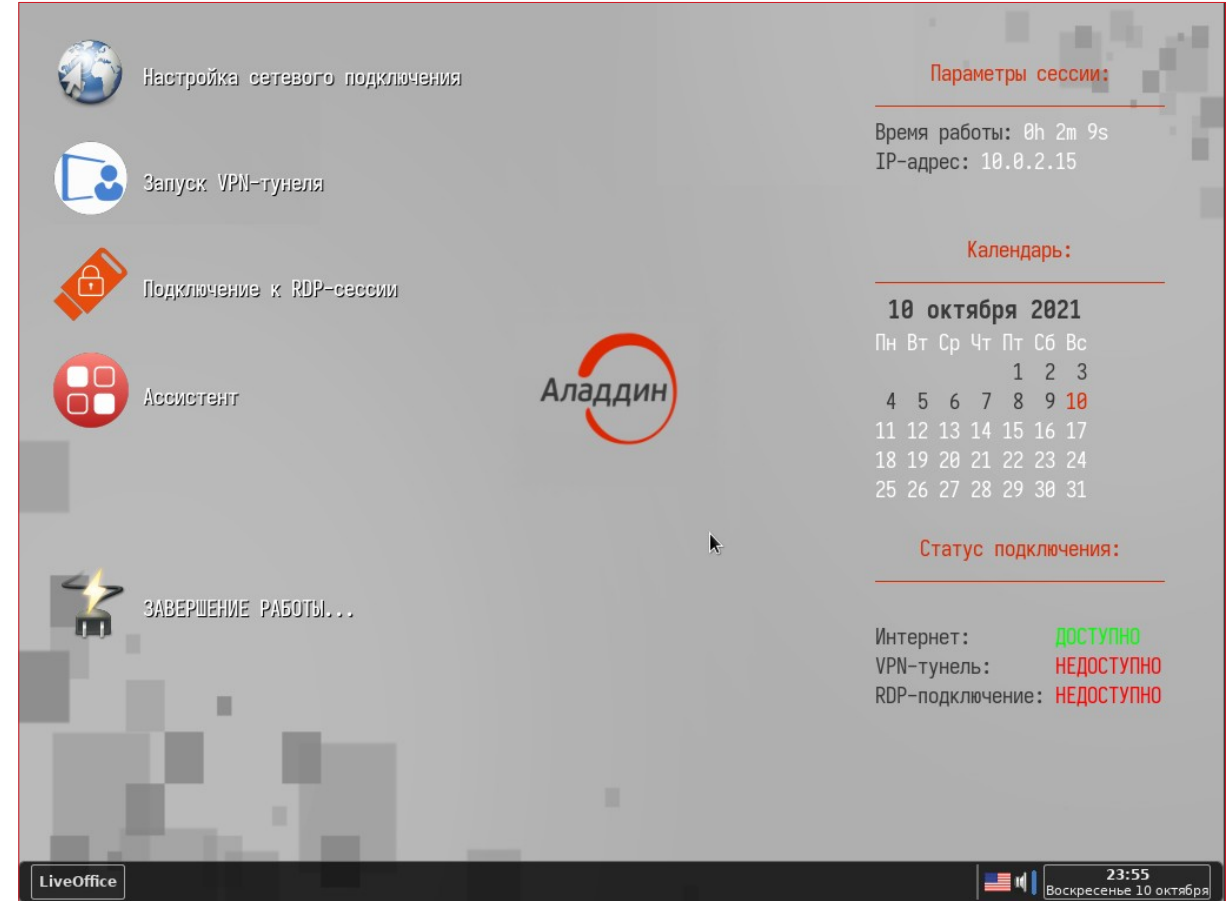 Настройка сетевого подключения
Запуск VPN-тунеля
Подключение к RDP-сессии
Ассистент
ЗАВЕРШЕНИЕ РАБОТЫ...
Аладдин
Параметры сессии:
Время работы: 0h 2m 9s
IP-адрес: 10.0.2.15
Календарь:
10 октября 2021
Пн Вт Ср Чт Пт Сб Вс
1 2 3
4 5 6 7 8 9 10
11 12 13 14 15 16 17
18 19 20 21 22 23 24
25 26 27 28 29 30 31
Статус подключения:
Интернет: ДОСТУПНО
VPN-тунель: НЕДОСТУПНО
RDP-подключение: НЕДОСТУПНО
LiveOffice
23:55
Воскресенье 10 октября